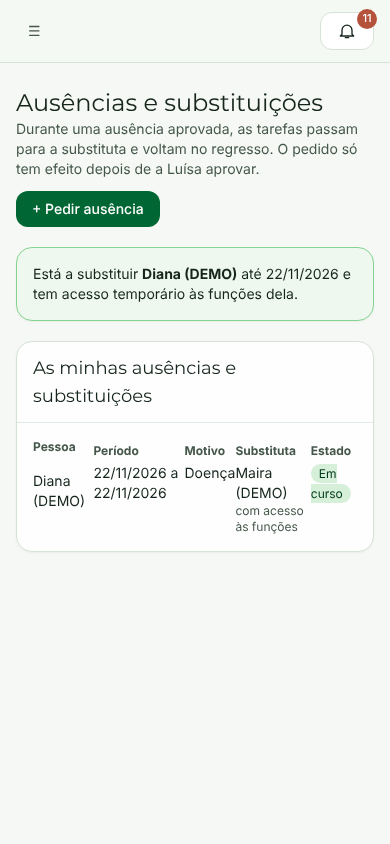 ☰
11
Ausências e substituições
Durante uma ausência aprovada, as tarefas passam
para a substituta e voltam no regresso. O pedido só
tem efeito depois de a Luísa aprovar.
+ Pedir ausência
Está a substituir Diana (DEMO) até 22/11/2026 e
tem acesso temporário às funções dela.
As minhas ausências e
substituições
Pessoa Período Motivo Substituta Estado
Diana 22/11/2026 a Doença Maira Em
(DEMO) 22/11/2026 (DEMO) curso
com acesso
às funções